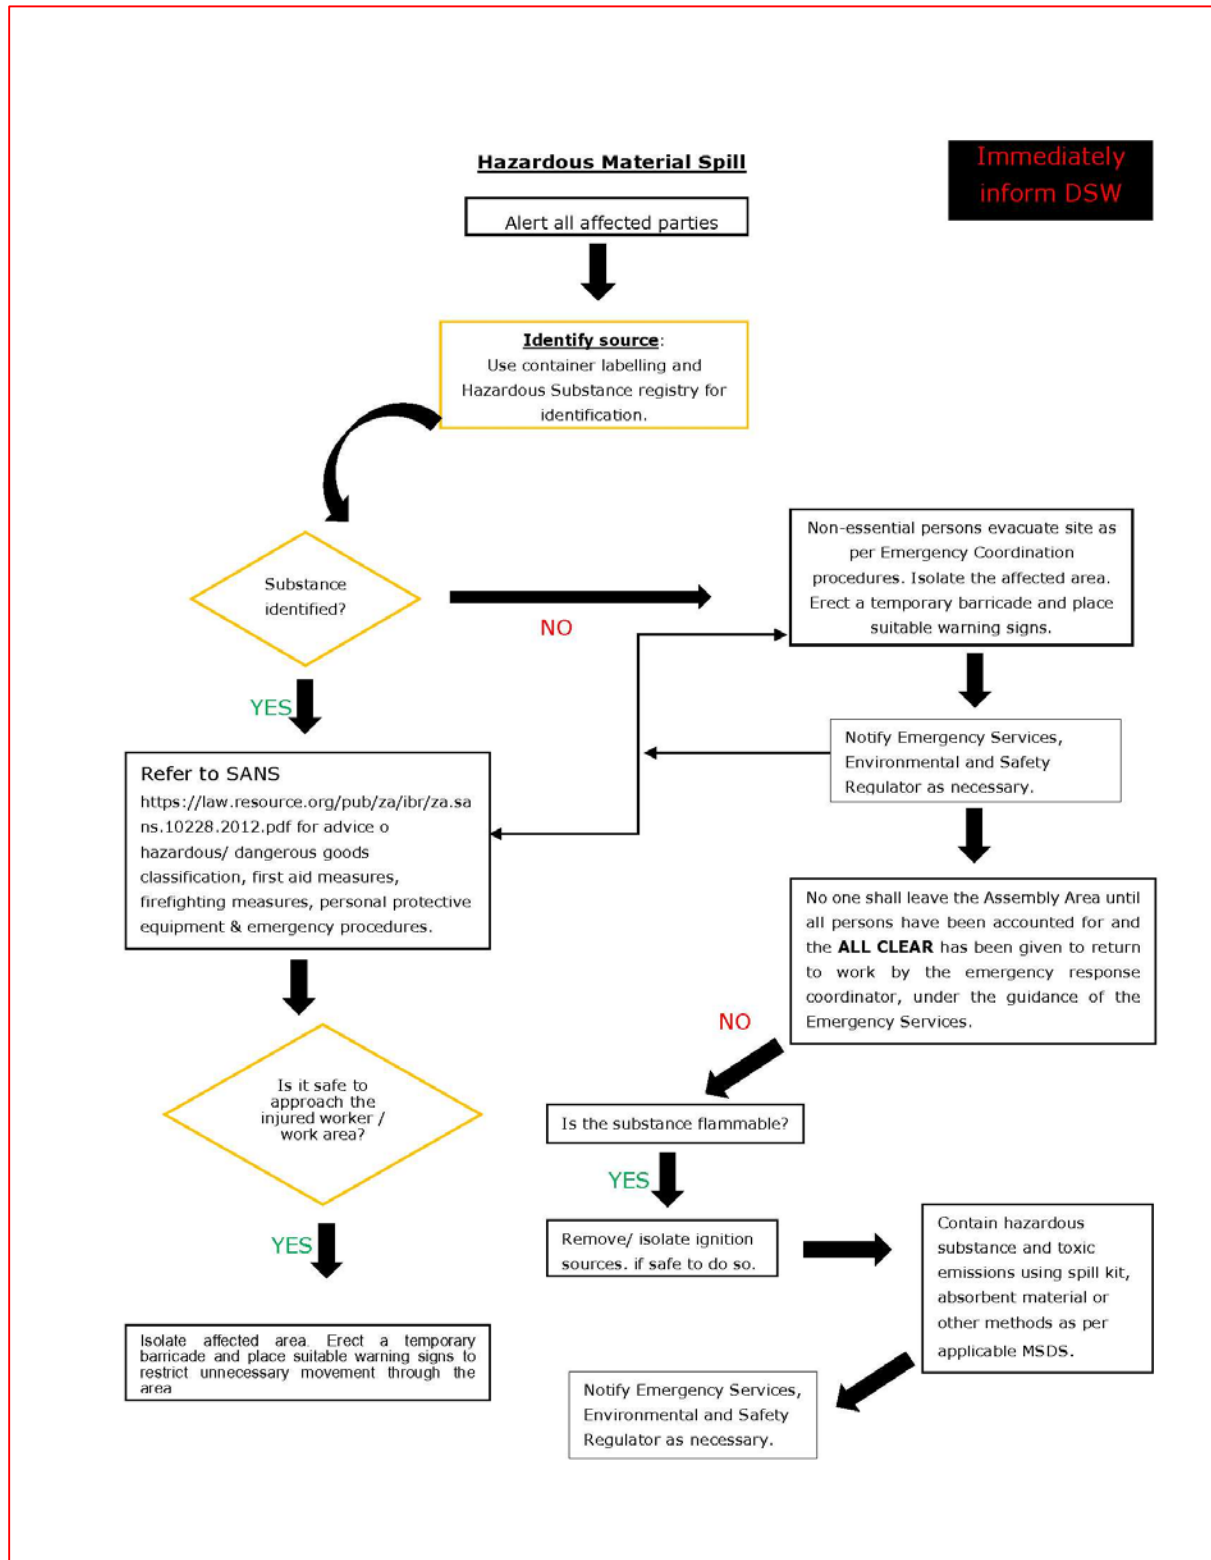 Hazardous Material Spill
Immediately
inform DSW
Alert all affected parties
Identify source:
Use container labelling and
Hazardous Substance registry for
identification.
Substance
identified?
NO
Non-essential persons evacuate site as
per Emergency Coordination
procedures. Isolate the affected area.
Erect a temporary barricade and place
suitable warning signs.
YES
Notify Emergency Services,
Environmental and Safety
Regulator as necessary.
Refer to SANS
https://law.resource.org/pub/za/ibr/za.sa
ns.10228.2012.pdf for advice o
hazardous/ dangerous goods
classification, first aid measures,
firefighting measures, personal protective
equipment & emergency procedures.
No one shall leave the Assembly Area until
all persons have been accounted for and
the ALL CLEAR has been given to return
to work by the emergency response
coordinator, under the guidance of the
Emergency Services.
NO
Is it safe to
approach the
injured worker /
work area?
Is the substance flammable?
YES
YES
Remove/ isolate ignition
sources. if safe to do so.
Contain hazardous
substance and toxic
emissions using spill kit,
absorbent material or
other methods as per
applicable MSDS.
Isolate affected area. Erect a temporary
barricade and place suitable warning signs to
restrict unnecessary movement through the
area
Notify Emergency Services,
Environmental and Safety
Regulator as necessary.